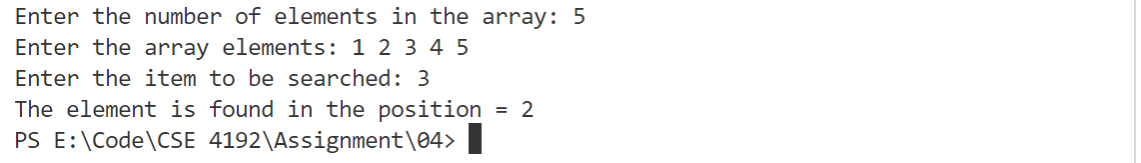 Enter the number of elements in the array: 5
Enter the array elements: 1 2 3 4 5
Enter the item to be searched: 3
The element is found in the position = 2
PS E:\Code\CSE 4192\Assignment\04>